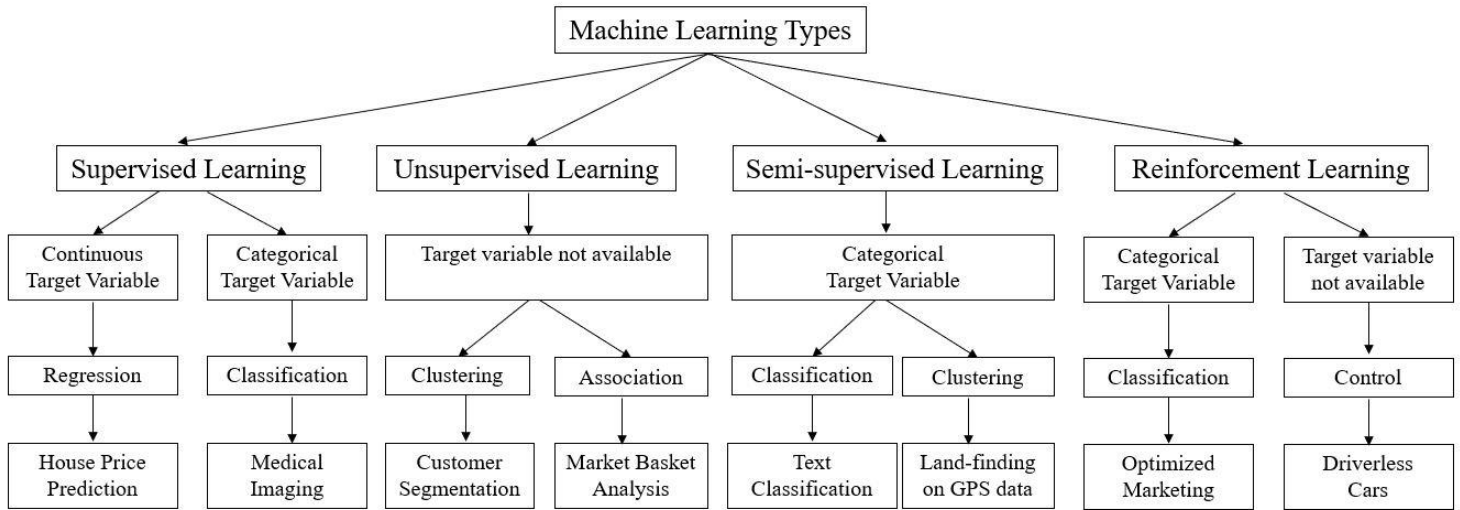 Machine Learning Types
Supervised Learning
Unsupervised Learning
Semi-supervised Learning
Reinforcement Learning
Continuous
Target Variable
Categorical
Target Variable
Target variable not available
Categorical
Target Variable
Categorical
Target Variable
Target variable
not available
Regression
Classification
Clustering
Association
Classification
Clustering
Classification
Control
House Price
Prediction
Medical
Imaging
Customer
Segmentation
Market Basket
Analysis
Text
Classification
Land-finding
on GPS data
Optimized
Marketing
Driverless
Cars